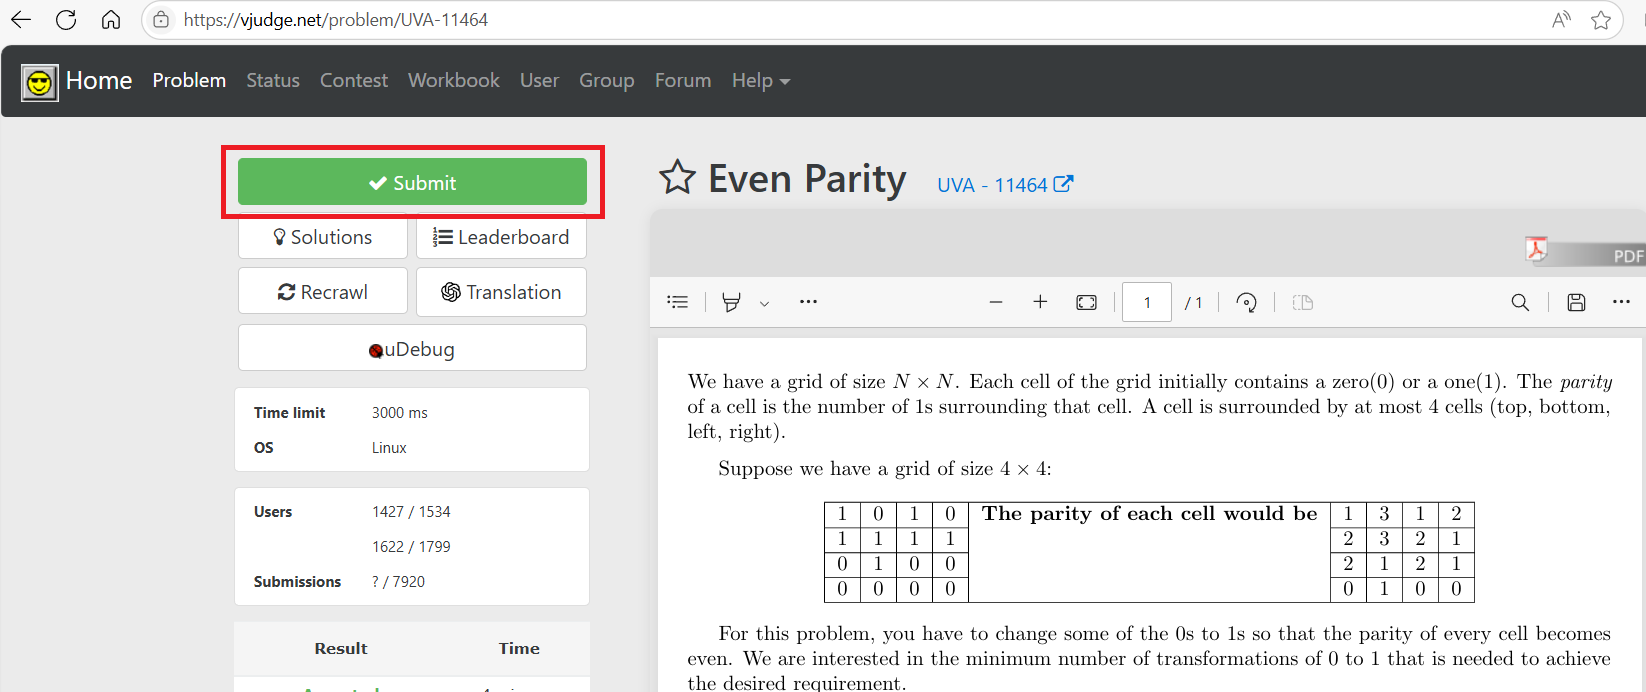 https://vjudge.net/problem/UVA-11464
Home Problem Status Contest Workbook User Group Forum Help
Submit
Solutions
Leaderboard
Recrawl
Translation
uDebug
Time limit 3000 ms
OS Linux
Users 1427 / 1534
1622 / 1799
Submissions ? / 7920
Result Time
Even Parity UVA - 11464
PDF
1 / 1
We have a grid of size N × N. Each cell of the grid initially contains a zero(0) or a one(1). The parity
of a cell is the number of 1s surrounding that cell. A cell is surrounded by at most 4 cells (top, bottom,
left, right).
Suppose we have a grid of size 4 × 4:
1 0 1 0 The parity of each cell would be 1 3 1 2
1 1 1 1 2 3 2 1
0 1 0 0 2 1 2 1
0 0 0 0 0 1 0 0
For this problem, you have to change some of the 0s to 1s so that the parity of every cell becomes
even. We are interested in the minimum number of transformations of 0 to 1 that is needed to achieve
the desired requirement.